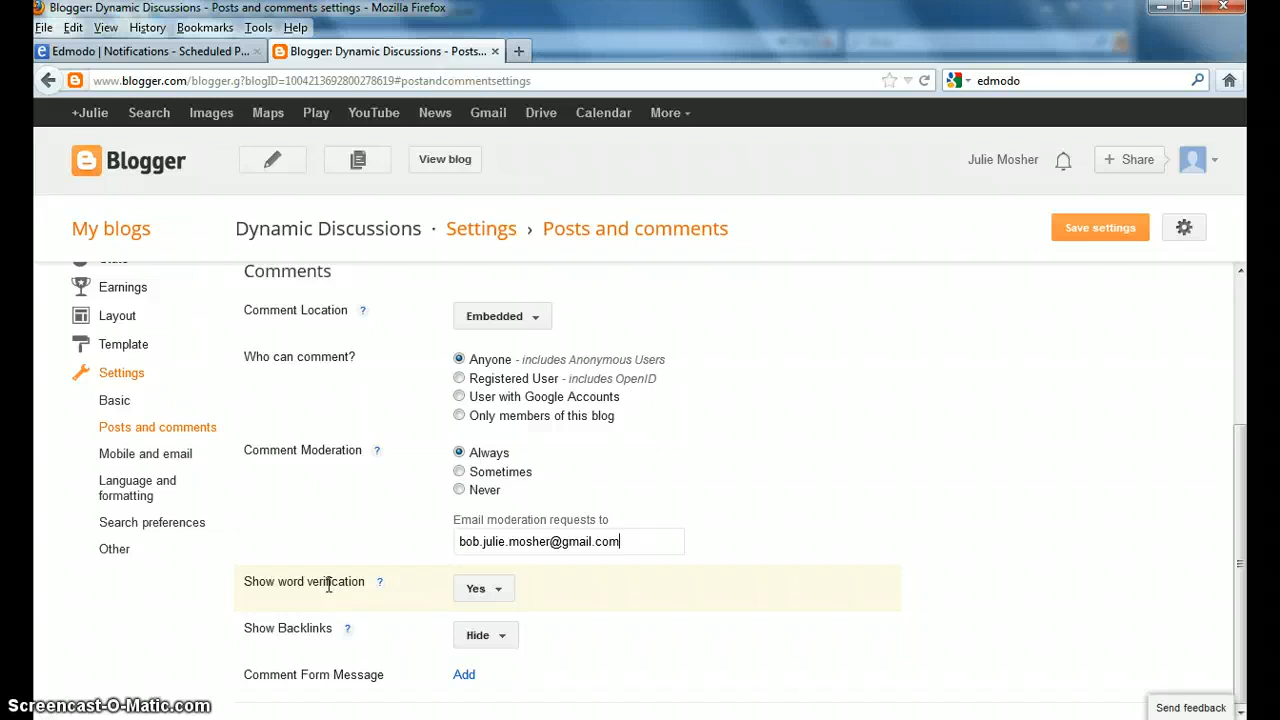 Blogger: Dynamic Discussions - Posts and comments settings - Mozilla Firefox
File Edit View History Bookmarks Tools Help
Edmodo | Notifications - Scheduled P... × Blogger: Dynamic Discussions - Posts... × +
www.blogger.com/blogger.g?blogID=1004213692800278619#postandcommentsettings edmodo
+Julie Search Images Maps Play YouTube News Gmail Drive Calendar More
Blogger View blog Julie Mosher + Share
My blogs Dynamic Discussions · Settings › Posts and comments Save settings
Comments
Earnings
Comment Location ? Embedded
Layout
Template
Who can comment? Anyone - includes Anonymous Users
Settings
Registered User - includes OpenID
Basic
User with Google Accounts
Only members of this blog
Posts and comments
Mobile and email
Comment Moderation ? Always
Language and
Sometimes
formatting
Never
Search preferences
Email moderation requests to
Other
bob.julie.mosher@gmail.com
Show word verification ? Yes
Show Backlinks ? Hide
Comment Form Message Add
Screencast-O-Matic.com Send feedback